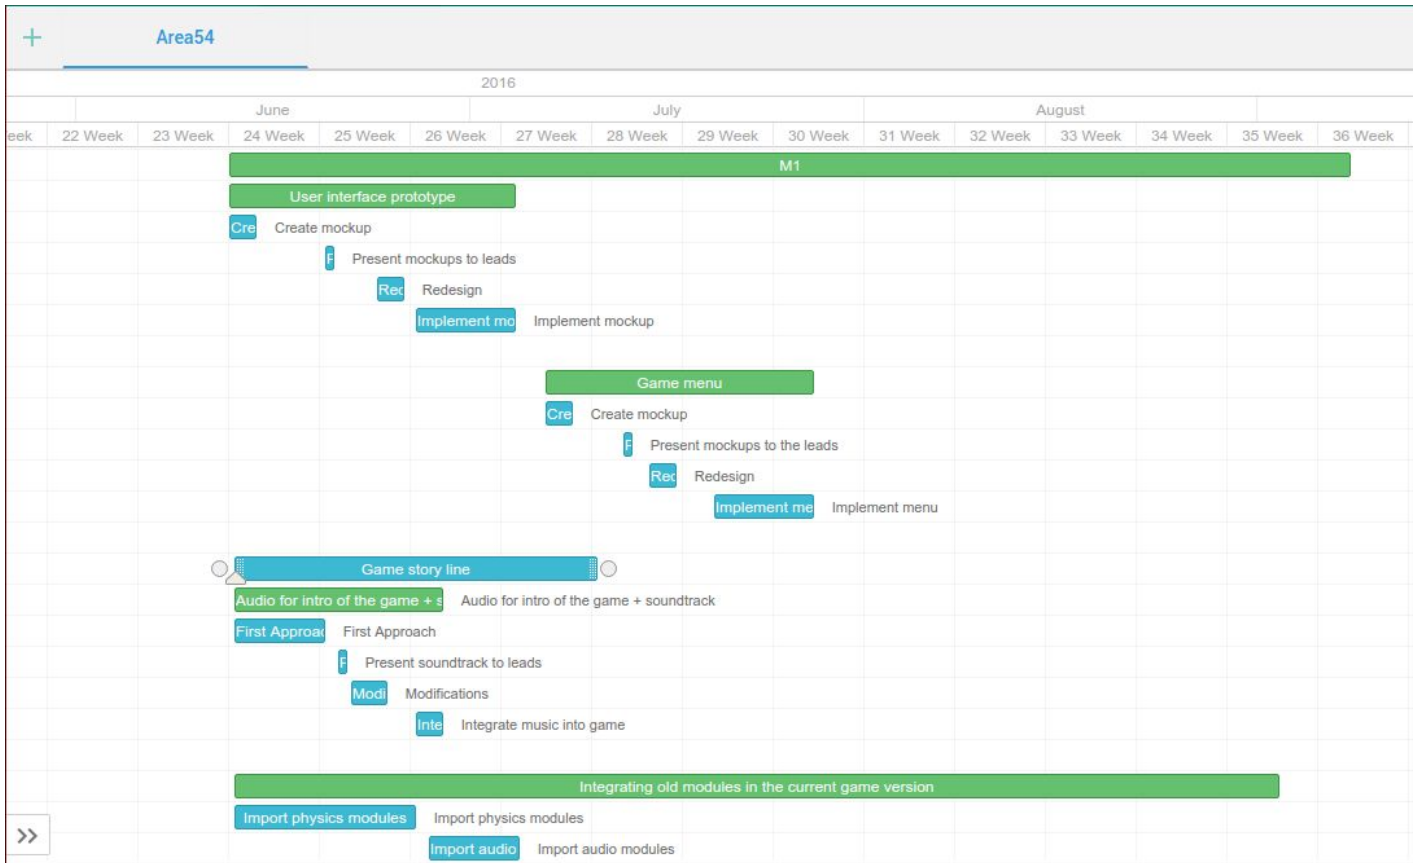 + Area54
2016
June July August
eek 22 Week 23 Week 24 Week 25 Week 26 Week 27 Week 28 Week 29 Week 30 Week 31 Week 32 Week 33 Week 34 Week 35 Week 36 Week
M1
User interface prototype
Cre Create mockup
F Present mockups to leads
Rec Redesign
Implement mo Implement mockup
Game menu
Cre Create mockup
F Present mockups to the leads
Rec Redesign
Implement me Implement menu
Game story line
Audio for intro of the game + s Audio for intro of the game + soundtrack
First Approac First Approach
F Present soundtrack to leads
Modi Modifications
Inte Integrate music into game
Integrating old modules in the current game version
Import physics modules Import physics modules
>> Import audio Import audio modules